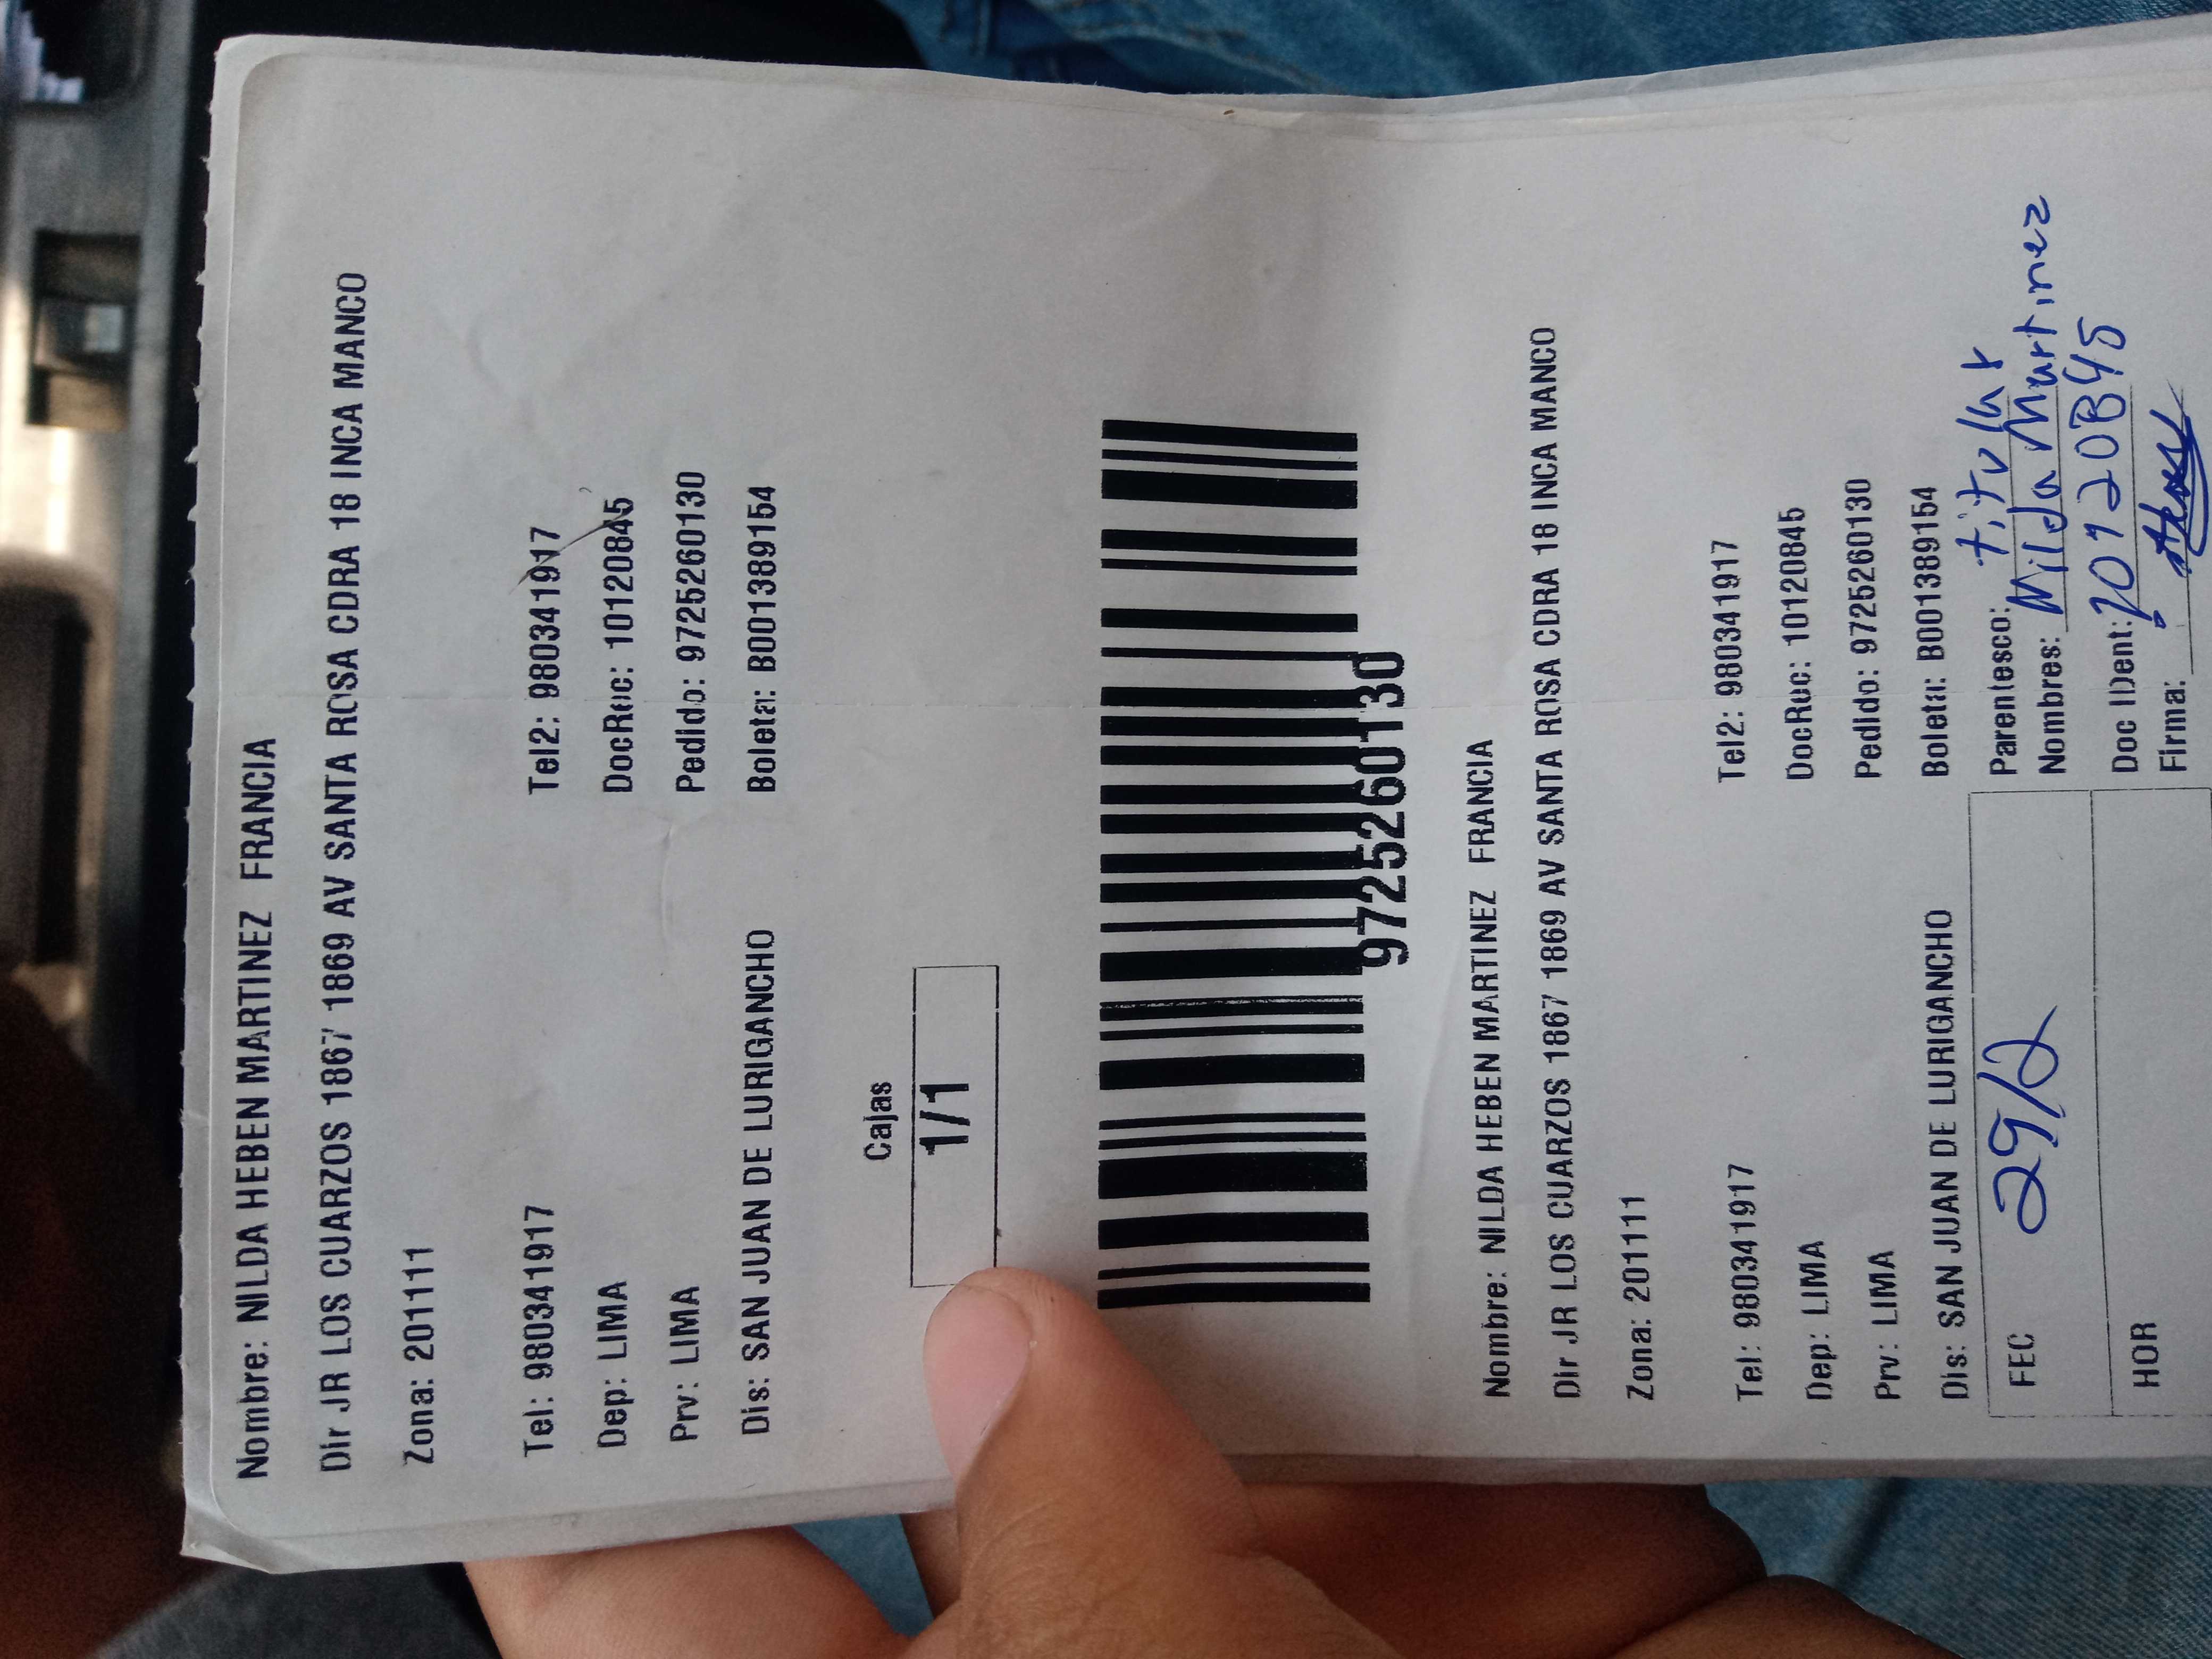 Nombre: NILDA HEBEN MARTINEZ FRANCIA
Dir JR LOS CUARZOS 1867 1869 AV SANTA ROSA CDRA 18 INCA MANCO
Zona: 201111
Tel: 980341917 Tel2: 980341917
Dep: LIMA DocRuc: 10120845
Prv: LIMA Pedido: 9725260130
Dis: SAN JUAN DE LURIGANCHO Boleta: B001389154
Cajas
1/1
9725260130
Nombre: NILDA HEBEN MARTINEZ FRANCIA
Dir JR LOS CUARZOS 1867 1869 AV SANTA ROSA CDRA 18 INCA MANCO
Zona: 201111
Tel: 980341917 Tel2: 980341917
Dep: LIMA DocRuc: 10120845
Prv: LIMA Pedido: 9725260130
Dis: SAN JUAN DE LURIGANCHO Boleta: B001389154
FEC 29/2 Parentesco: titular
Nombres: Nilda Martinez
HOR Doc IDent: 10120845
Firma: